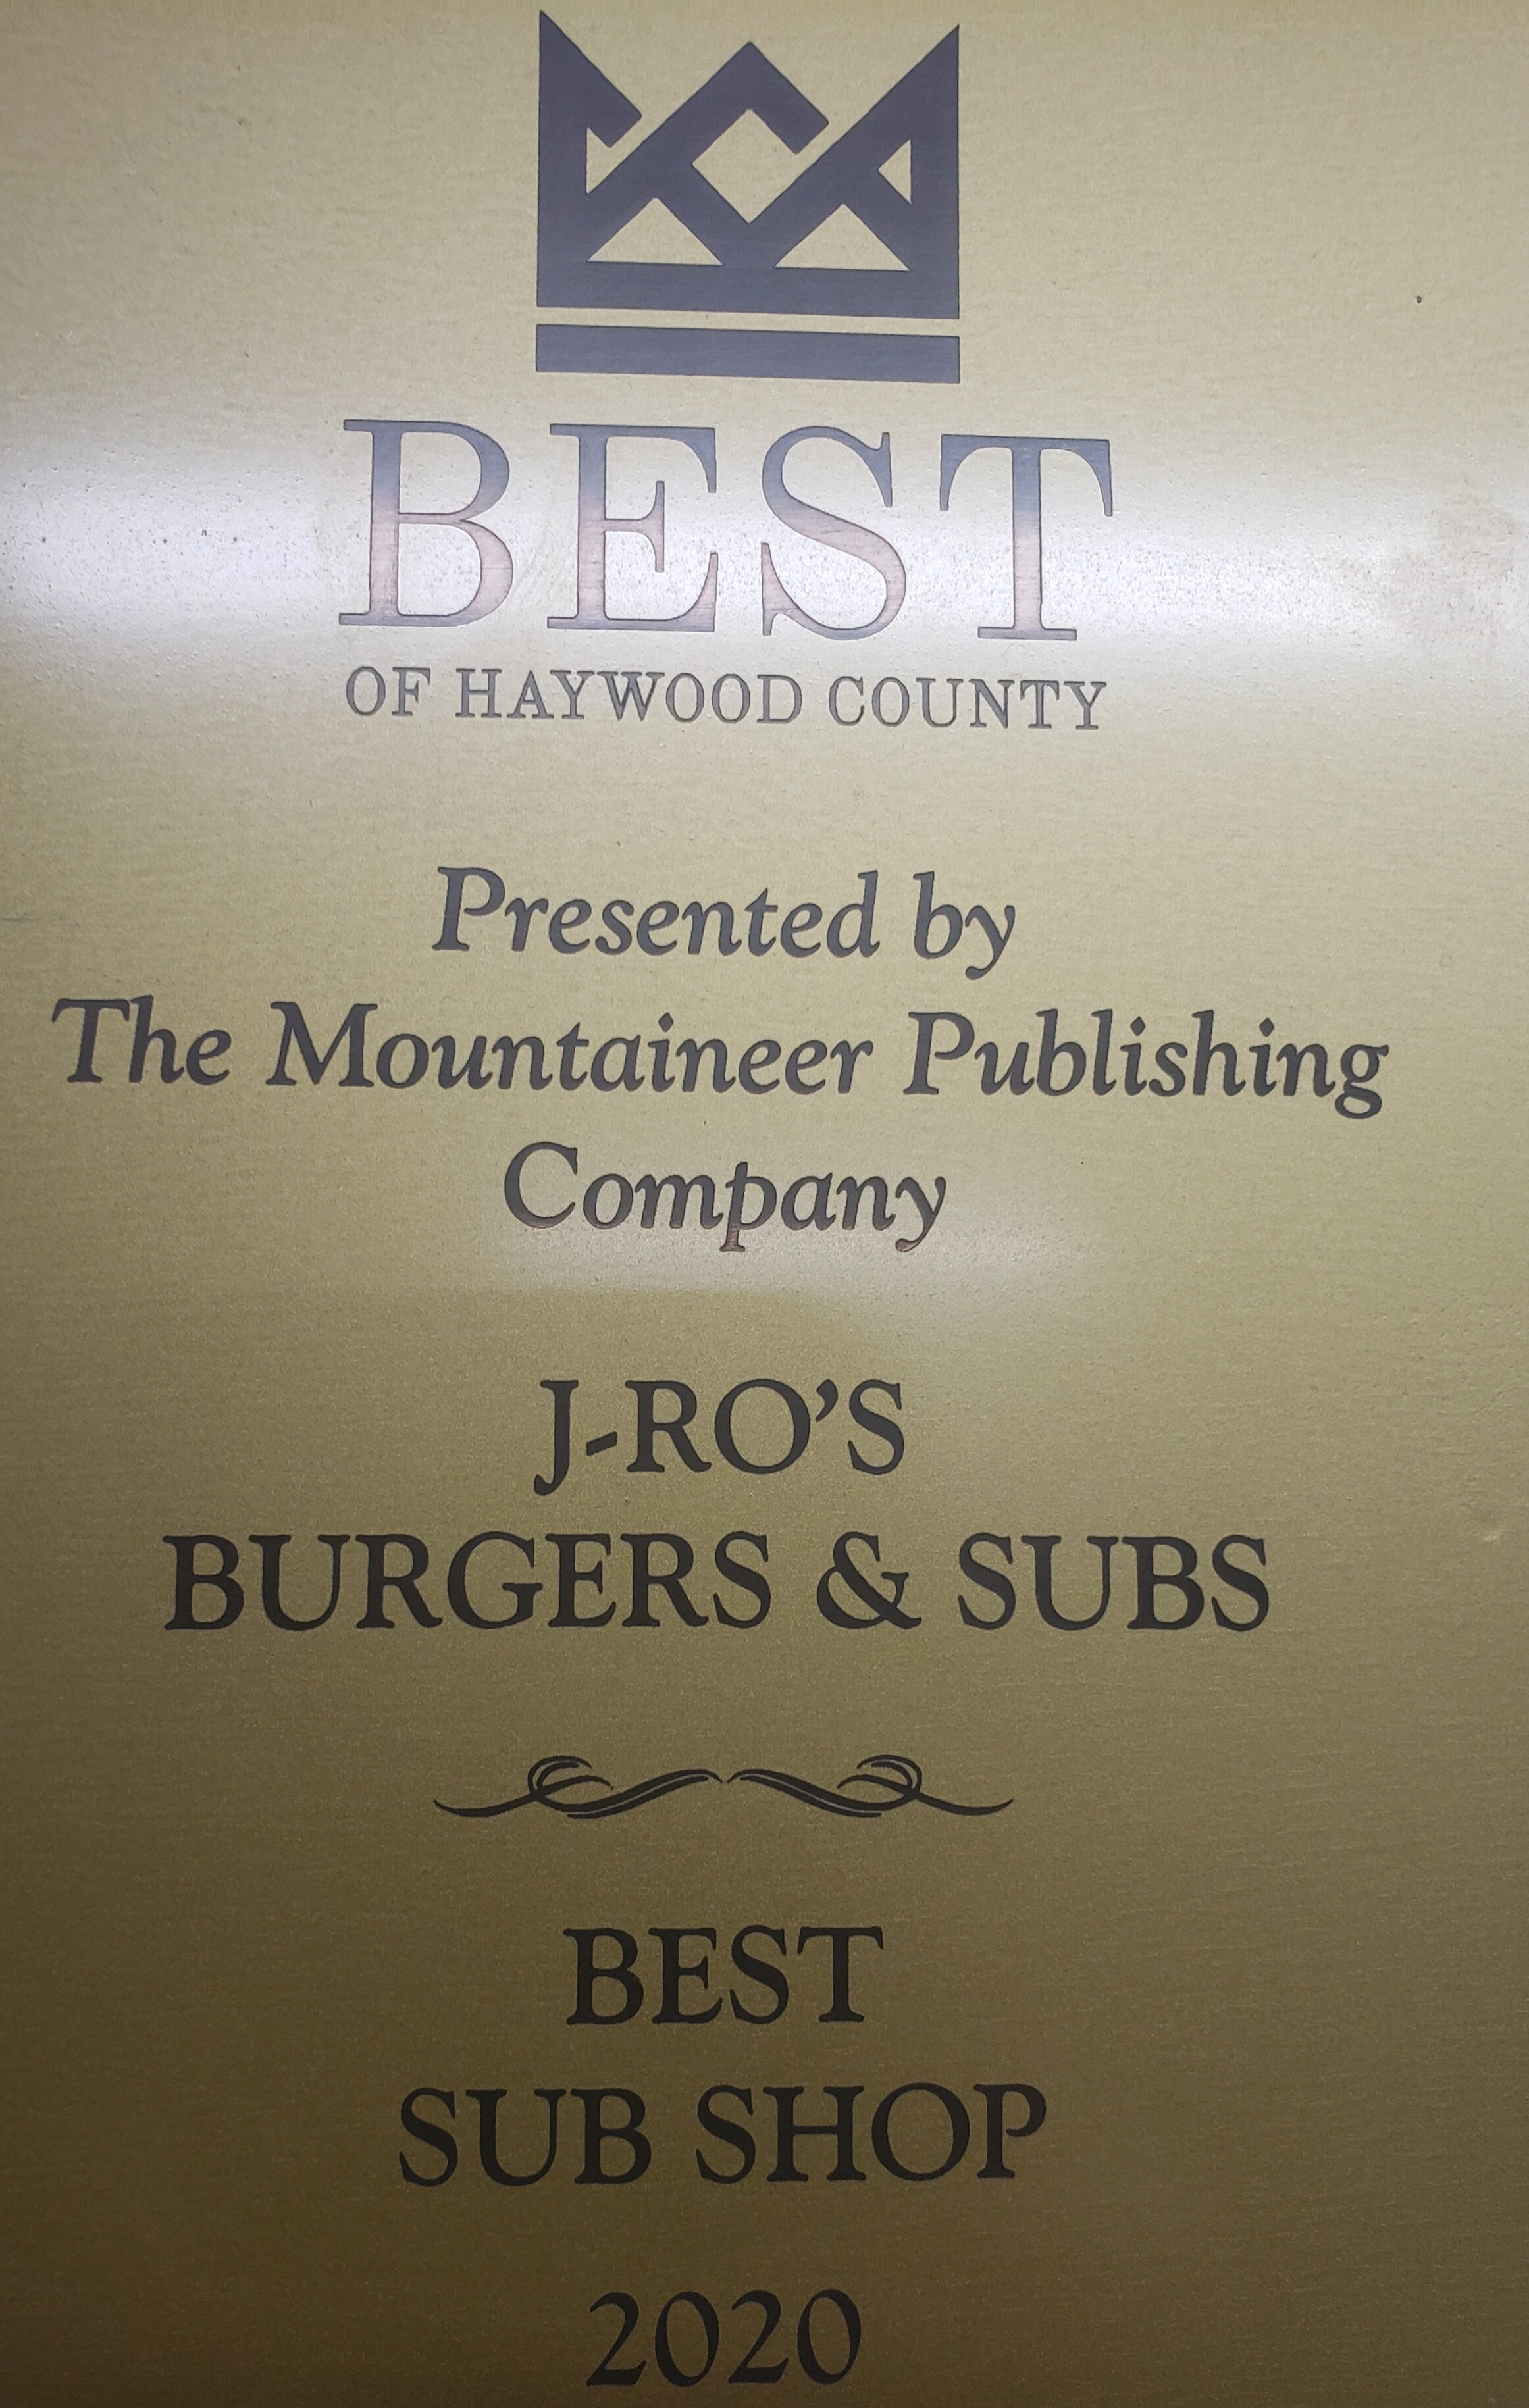 BEST
OF HAYWOOD COUNTY
Presented by
The Mountaineer Publishing
Company
J-RO'S
BURGERS & SUBS
BEST
SUB SHOP
2020